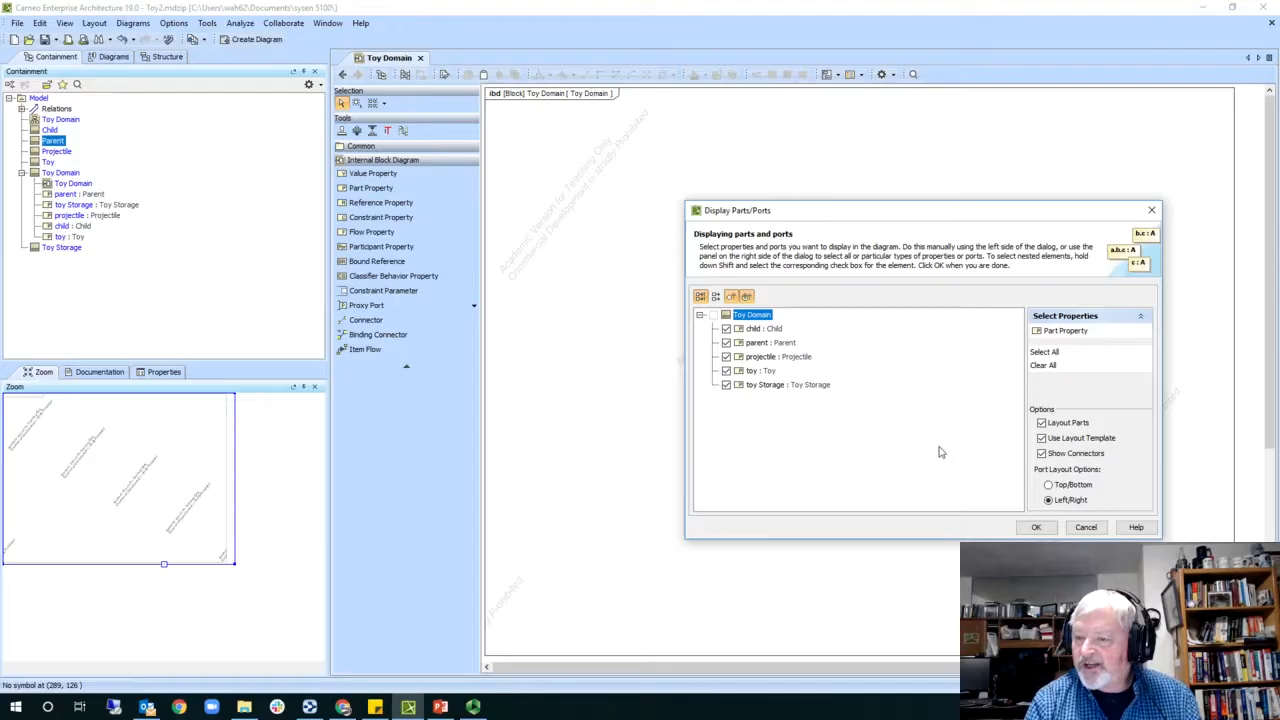 Cameo Enterprise Architecture 19.0 - Toy2.mdzip [C:\Users\wah62\Documents\sysen 5100\]
File Edit View Layout Diagrams Options Tools Analyze Collaborate Window Help
Create Diagram
Containment Diagrams Structure
Containment
Model
Relations
Toy Domain
Child
Parent
Projectile
Toy
Toy Domain
Toy Domain
parent : Parent
toy Storage : Toy Storage
projectile : Projectile
child : Child
toy : Toy
Toy Storage
Zoom Documentation Properties
Zoom
No symbol at (289, 126 )
Toy Domain
Selection
Tools
Common
Internal Block Diagram
Value Property
Part Property
Reference Property
Constraint Property
Flow Property
Participant Property
Bound Reference
Classifier Behavior Property
Constraint Parameter
Proxy Port
Connector
Binding Connector
Item Flow
ibd [Block] Toy Domain [ Toy Domain ]
Academic Version for Teaching Only
Commercial Development is strictly Prohibited
Display Parts/Ports
Displaying parts and ports
Select properties and ports you want to display in the diagram. Do this manually using the left side of the dialog, or use the
panel on the right side of the dialog to select all or particular types of properties or ports. To select nested elements, hold
down Shift and select the corresponding check box for the element. Click OK when you are done.
b.c : A
a.b.c : A
c : A
Toy Domain
child : Child
parent : Parent
projectile : Projectile
toy : Toy
toy Storage : Toy Storage
Select Properties
Part Property
Select All
Clear All
Options
Layout Parts
Use Layout Template
Show Connectors
Port Layout Options:
Top/Bottom
Left/Right
OK Cancel Help